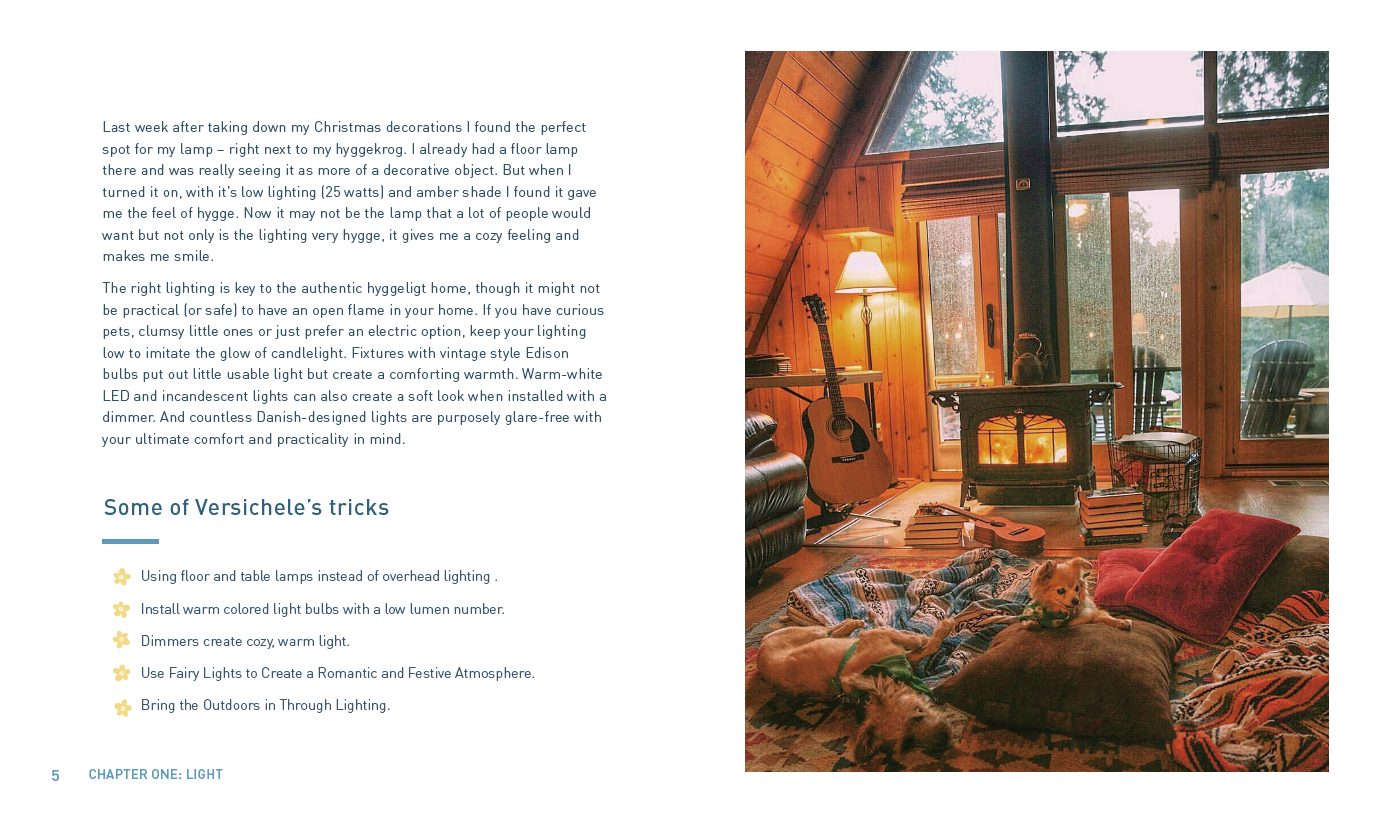 Last week after taking down my Christmas decorations I found the perfect
spot for my lamp – right next to my hyggekrog. I already had a floor lamp
there and was really seeing it as more of a decorative object. But when I
turned it on, with it's low lighting (25 watts) and amber shade I found it gave
me the feel of hygge. Now it may not be the lamp that a lot of people would
want but not only is the lighting very hygge, it gives me a cozy feeling and
makes me smile.
The right lighting is key to the authentic hyggeligt home, though it might not
be practical (or safe) to have an open flame in your home. If you have curious
pets, clumsy little ones or just prefer an electric option, keep your lighting
low to imitate the glow of candlelight. Fixtures with vintage style Edison
bulbs put out little usable light but create a comforting warmth. Warm-white
LED and incandescent lights can also create a soft look when installed with a
dimmer. And countless Danish-designed lights are purposely glare-free with
your ultimate comfort and practicality in mind.
Some of Versichele's tricks
Using floor and table lamps instead of overhead lighting .
Install warm colored light bulbs with a low lumen number.
Dimmers create cozy, warm light.
Use Fairy Lights to Create a Romantic and Festive Atmosphere.
Bring the Outdoors in Through Lighting.
5 CHAPTER ONE: LIGHT